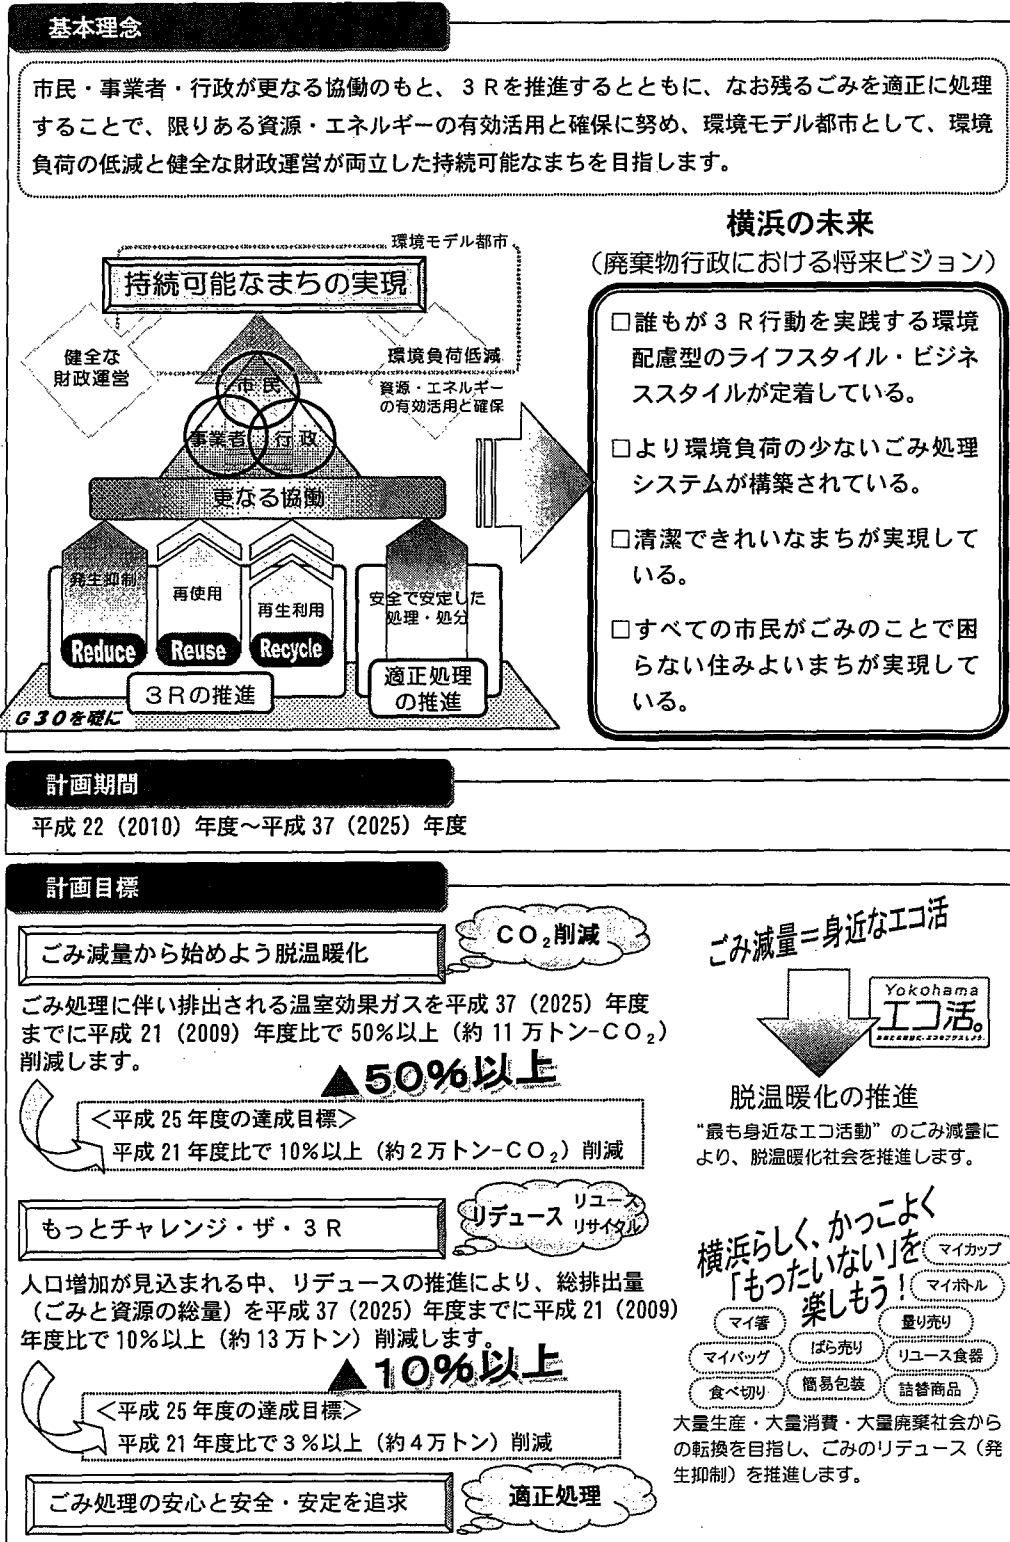 基本理念
市民・事業者・行政が更なる協働のもと、３Ｒを推進するとともに、なお残るごみを適正に処理
することで、限りある資源・エネルギーの有効活用と確保に努め、環境モデル都市として、環境
負荷の低減と健全な財政運営が両立した持続可能なまちを目指します。
環境モデル都市
持続可能なまちの実現
健全な
財政運営
環境負荷低減
資源・エネルギー
の有効活用と確保
市民
事業者
行政
更なる協働
発生抑制
再使用
再生利用
安全で安定した
処理・処分
Reduce
Reuse
Recycle
３Ｒの推進
適正処理
の推進
G30を礎に
横浜の未来
（廃棄物行政における将来ビジョン）
□誰もが３Ｒ行動を実践する環境
配慮型のライフスタイル・ビジネ
ススタイルが定着している。
□より環境負荷の少ないごみ処理
システムが構築されている。
□清潔できれいなまちが実現して
いる。
□すべての市民がごみのことで困
らない住みよいまちが実現して
いる。
計画期間
平成 22（2010）年度～平成 37（2025）年度
計画目標
ごみ減量から始めよう脱温暖化
ＣＯ₂削減
ごみ処理に伴い排出される温室効果ガスを平成 37（2025）年度
までに平成 21（2009）年度比で 50%以上（約 11 万トン-ＣＯ₂）
削減します。
▲50%以上
＜平成 25 年度の達成目標＞
平成 21 年度比で 10%以上（約２万トン-ＣＯ₂）削減
もっとチャレンジ・ザ・３Ｒ
リデュース
リユース
リサイクル
人口増加が見込まれる中、リデュースの推進により、総排出量
（ごみと資源の総量）を平成 37（2025）年度までに平成 21（2009）
年度比で 10%以上（約 13 万トン）削減します。
▲10%以上
＜平成 25 年度の達成目標＞
平成 21 年度比で３%以上（約４万トン）削減
ごみ処理の安心と安全・安定を追求
適正処理
ごみ減量＝身近なエコ活
Yokohama
エコ活。
脱温暖化の推進
“最も身近なエコ活動”のごみ減量に
より、脱温暖化社会を推進します。
横浜らしく、かっこよく
「もったいない」を
楽しもう！
マイカップ
マイボトル
マイ箸
量り売り
ばら売り
マイバッグ
リユース食器
食べ切り
簡易包装
詰替商品
大量生産・大量消費・大量廃棄社会から
の転換を目指し、ごみのリデュース（発
生抑制）を推進します。